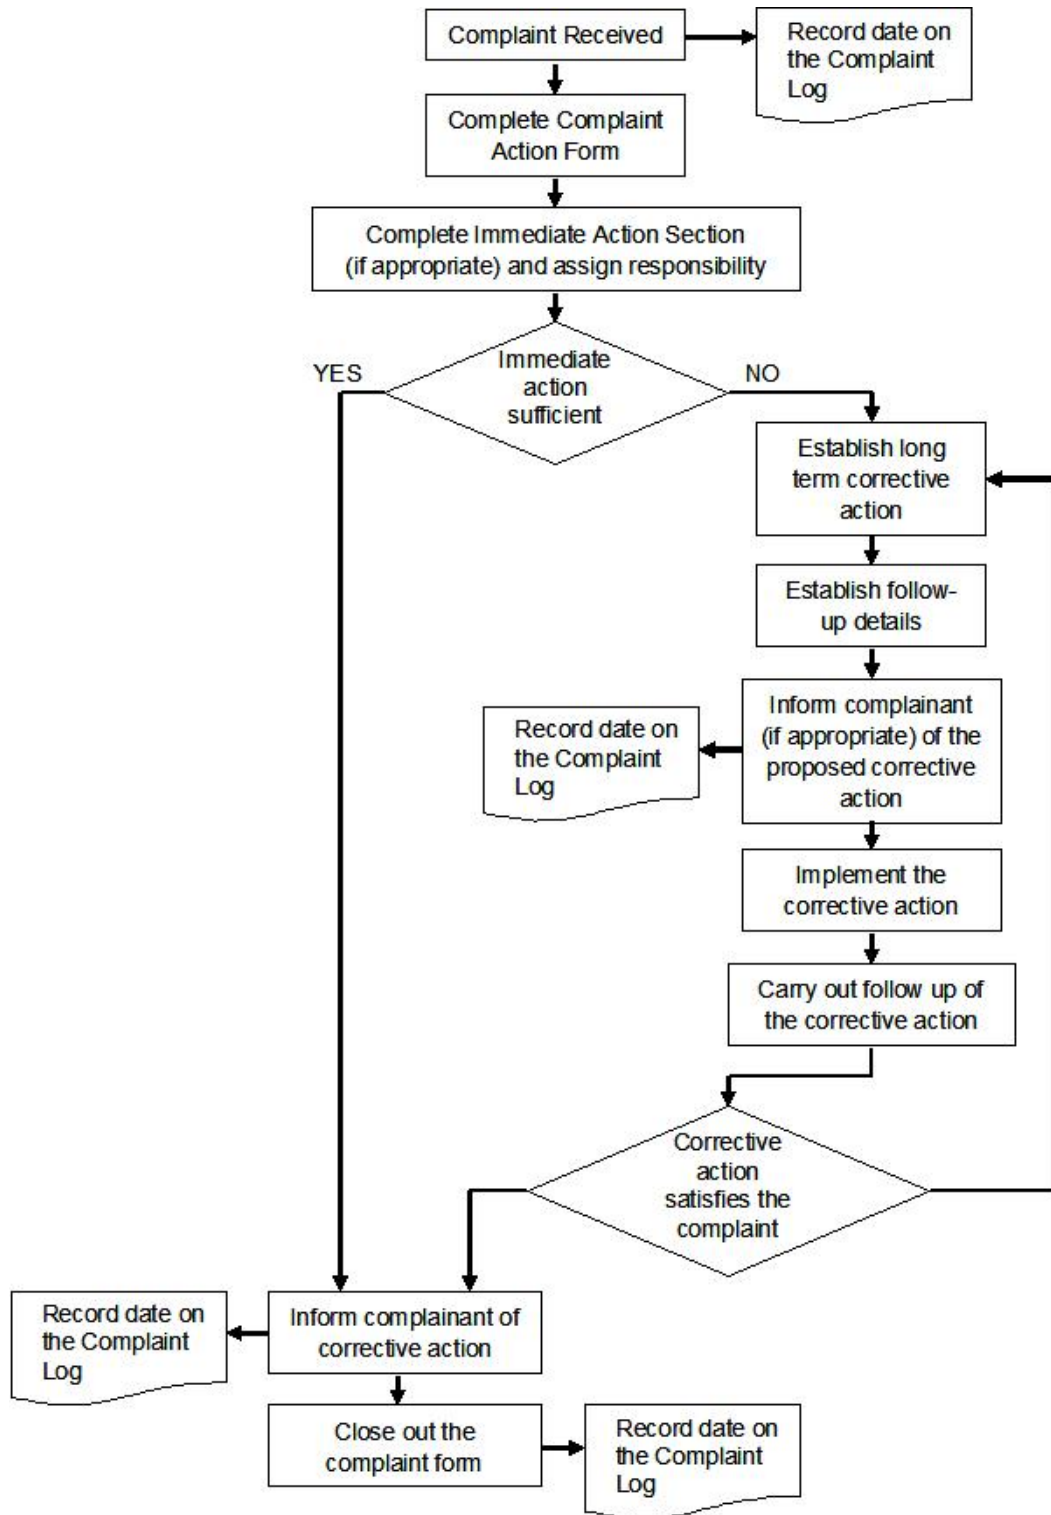 Complaint Received
Record date on
the Complaint
Log
Complete Complaint
Action Form
Complete Immediate Action Section
(if appropriate) and assign responsibility
Immediate
action
sufficient
YES
NO
Establish long
term corrective
action
Establish follow-
up details
Inform complainant
(if appropriate) of the
proposed corrective
action
Record date on
the Complaint
Log
Implement the
corrective action
Carry out follow up of
the corrective action
Corrective
action
satisfies the
complaint
Inform complainant of
corrective action
Record date on
the Complaint
Log
Close out the
complaint form
Record date on
the Complaint
Log